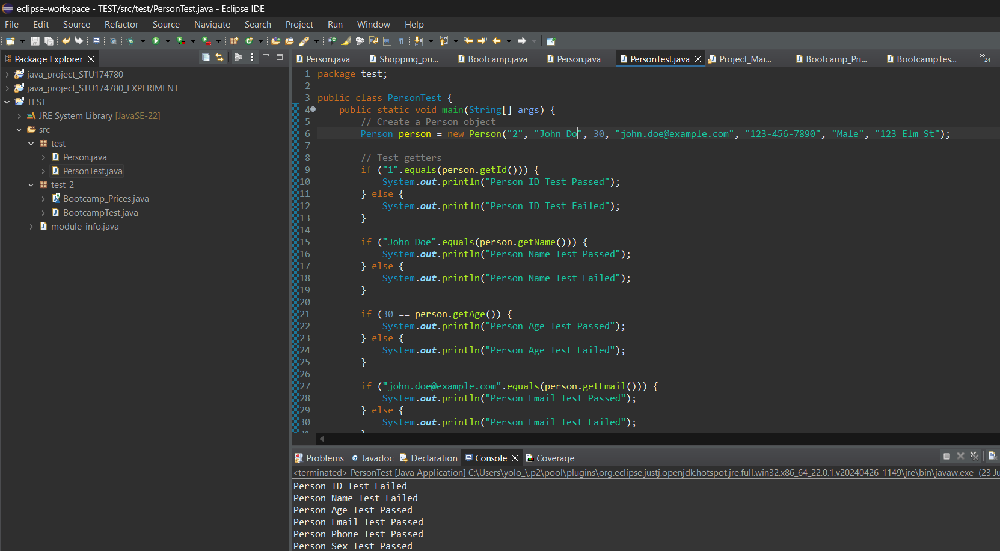 eclipse-workspace - TEST/src/test/PersonTest.java - Eclipse IDE
File Edit Source Refactor Source Navigate Search Project Run Window Help
Package Explorer
java_project_STU174780
java_project_STU174780_EXPERIMENT
TEST
JRE System Library [JavaSE-22]
src
test
Person.java
PersonTest.java
test_2
Bootcamp_Prices.java
BootcampTest.java
module-info.java
Person.java Shopping_pri... Bootcamp.java Person.java PersonTest.java Project_Mai... Bootcamp_Pri... BootcampTes... »24
1 package test;
2
3 public class PersonTest {
4 public static void main(String[] args) {
5 // Create a Person object
6 Person person = new Person("2", "John Do", 30, "john.doe@example.com", "123-456-7890", "Male", "123 Elm St");
7
8 // Test getters
9 if ("1".equals(person.getId())) {
10 System.out.println("Person ID Test Passed");
11 } else {
12 System.out.println("Person ID Test Failed");
13 }
14
15 if ("John Doe".equals(person.getName())) {
16 System.out.println("Person Name Test Passed");
17 } else {
18 System.out.println("Person Name Test Failed");
19 }
20
21 if (30 == person.getAge()) {
22 System.out.println("Person Age Test Passed");
23 } else {
24 System.out.println("Person Age Test Failed");
25 }
26
27 if ("john.doe@example.com".equals(person.getEmail())) {
28 System.out.println("Person Email Test Passed");
29 } else {
30 System.out.println("Person Email Test Failed");
Problems Javadoc Declaration Console Coverage
<terminated> PersonTest [Java Application] C:\Users\yolo_\.p2\pool\plugins\org.eclipse.justj.openjdk.hotspot.jre.full.win32.x86_64_22.0.1.v20240426-1149\jre\bin\javaw.exe (23 Ju
Person ID Test Failed
Person Name Test Failed
Person Age Test Passed
Person Email Test Passed
Person Phone Test Passed
Person Sex Test Passed